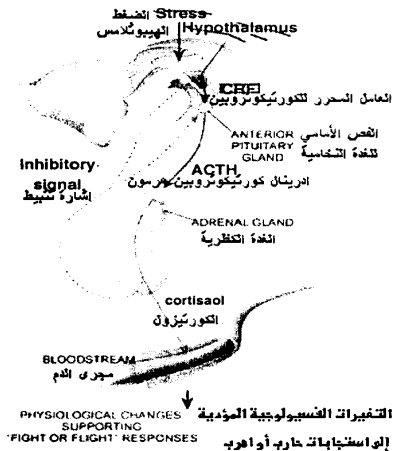 الضغط Stress
Hypothalamus
الهيبوثلامس
CRF
العامل المحرر للكورتيكوتروبين
ANTERIOR
PITUITARY
GLAND
الفص الأمامي
للغدة النخامية
ACTH
ادرينال كورتيكوتروبين هرمون
Inhibitory
signal
اشارة تثبيط
ADRENAL GLAND
الغدة الكظرية
cortisaol
الكورتيزول
BLOODSTREAM
مجرى الدم
PHYSIOLOGICAL CHANGES
SUPPORTING
"FIGHT OR FLIGHT" RESPONSES
التغيرات الفسيولوجية المؤدية
إلى استجابات حارب أو اهرب